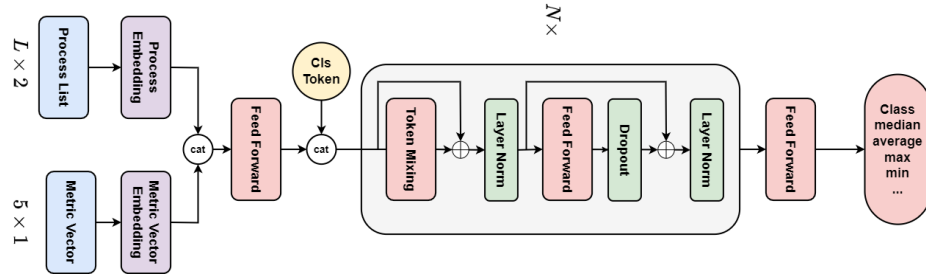 N×
L × 2
Process List
Process
Embedding
cat
Feed Forward
Cls
Token
cat
Token Mixing
Layer Norm
Feed Forward
Dropout
Layer Norm
Feed Forward
Class
median
average
max
min
...
5 × 1
Metric Vector
Metric Vector
Embedding